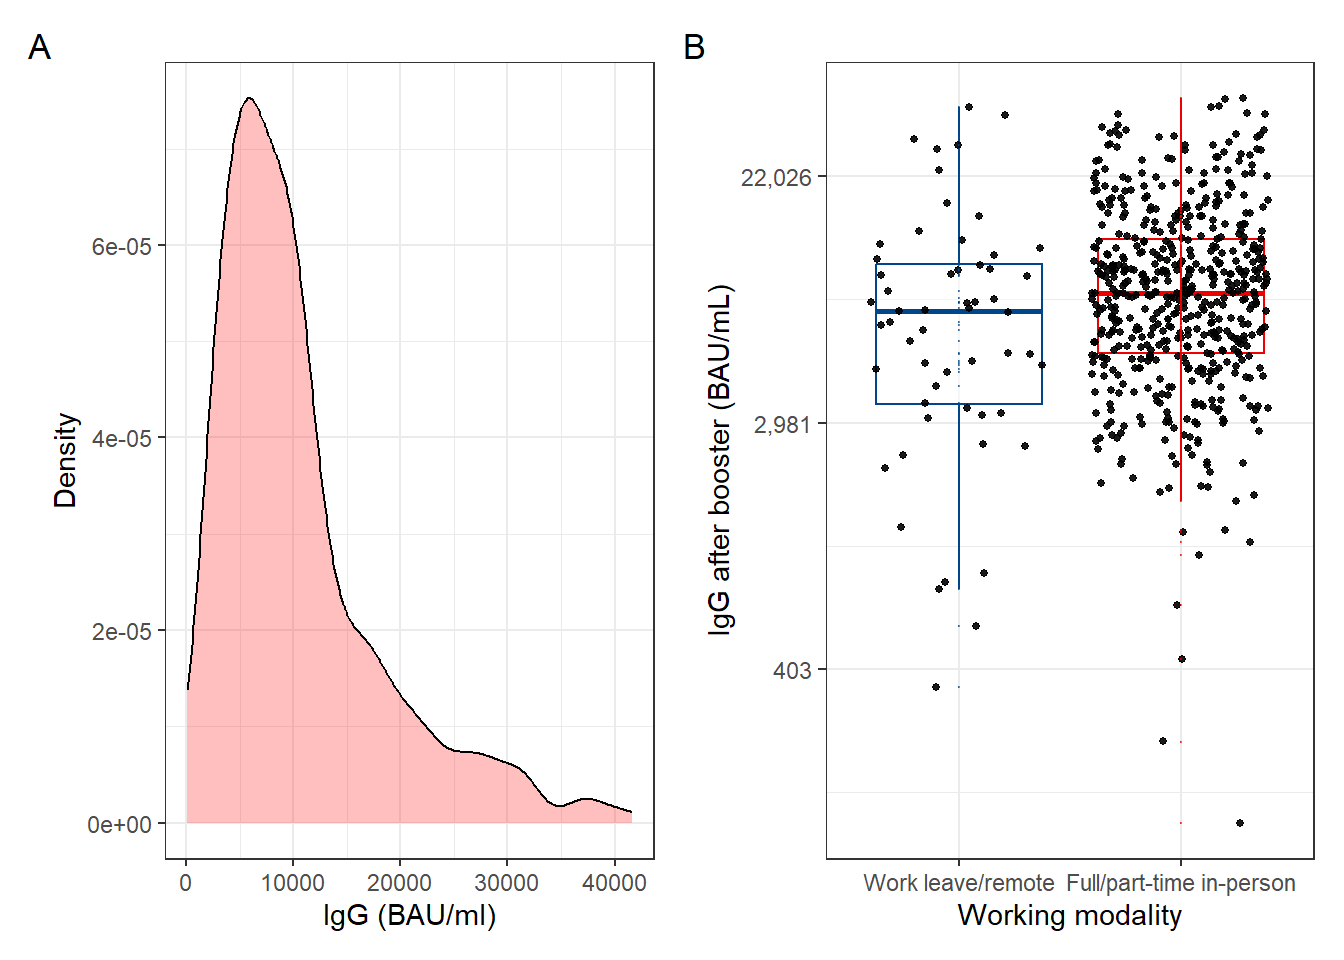 A
Density
6e-05
4e-05
2e-05
0e+00
0 10000 20000 30000 40000
IgG (BAU/ml)
B
IgG after booster (BAU/mL)
22,026
2,981
403
Work leave/remote Full/part-time in-person
Working modality